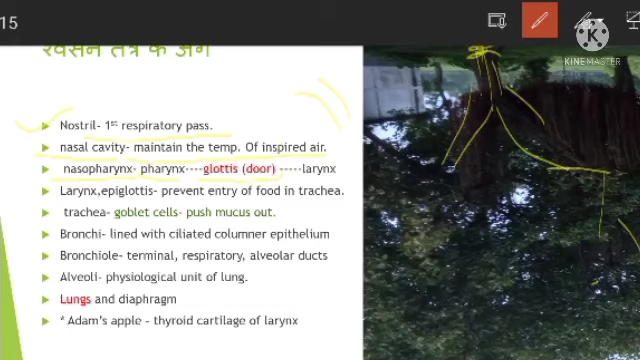 15
KINEMASTER
श्वसन तंत्र के अंग
Nostril- 1st respiratory pass.
nasal cavity- maintain the temp. Of inspired air.
nasopharynx- pharynx----glottis (door) -----larynx
Larynx,epiglottis- prevent entry of food in trachea.
trachea- goblet cells- push mucus out.
Bronchi- lined with ciliated columner epithelium
Bronchiole- terminal, respiratory, alveolar ducts
Alveoli- physiological unit of lung.
Lungs and diaphragm
* Adam's apple - thyroid cartilage of larynx